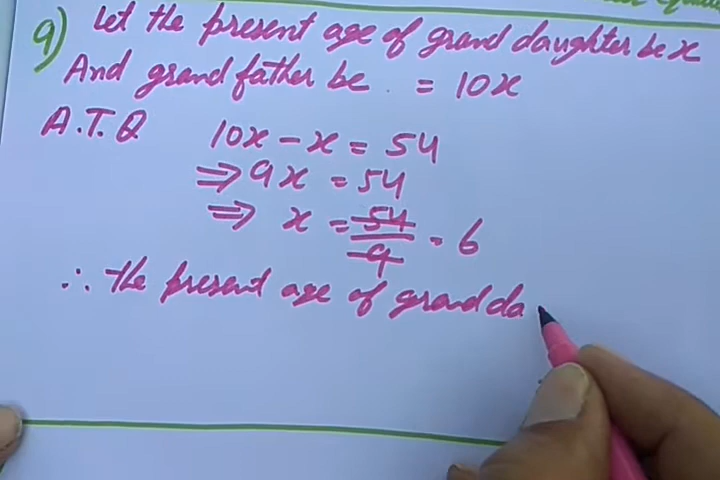 9) Let the present age of grand daughter be x
And grand father be = 10x
A.T.Q 10x - x = 54
⇒ 9x = 54
⇒ x = 54/9 = 6
∴ the present age of grand da